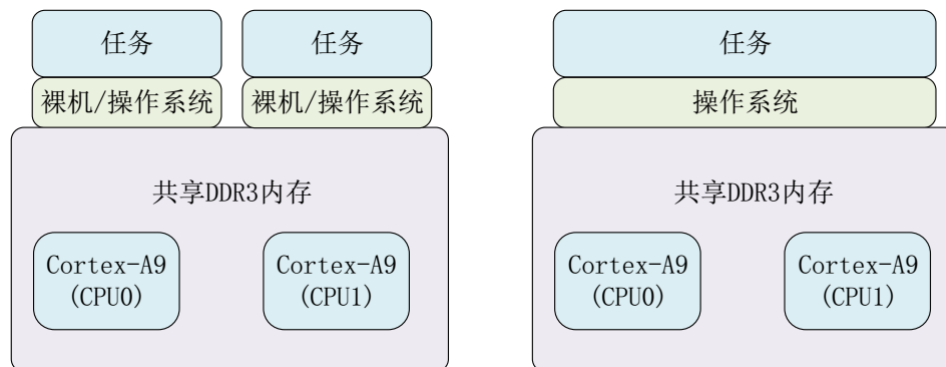 任务
任务
裸机/操作系统
裸机/操作系统
共享DDR3内存
Cortex-A9
(CPU0)
Cortex-A9
(CPU1)
任务
操作系统
共享DDR3内存
Cortex-A9
(CPU0)
Cortex-A9
(CPU1)